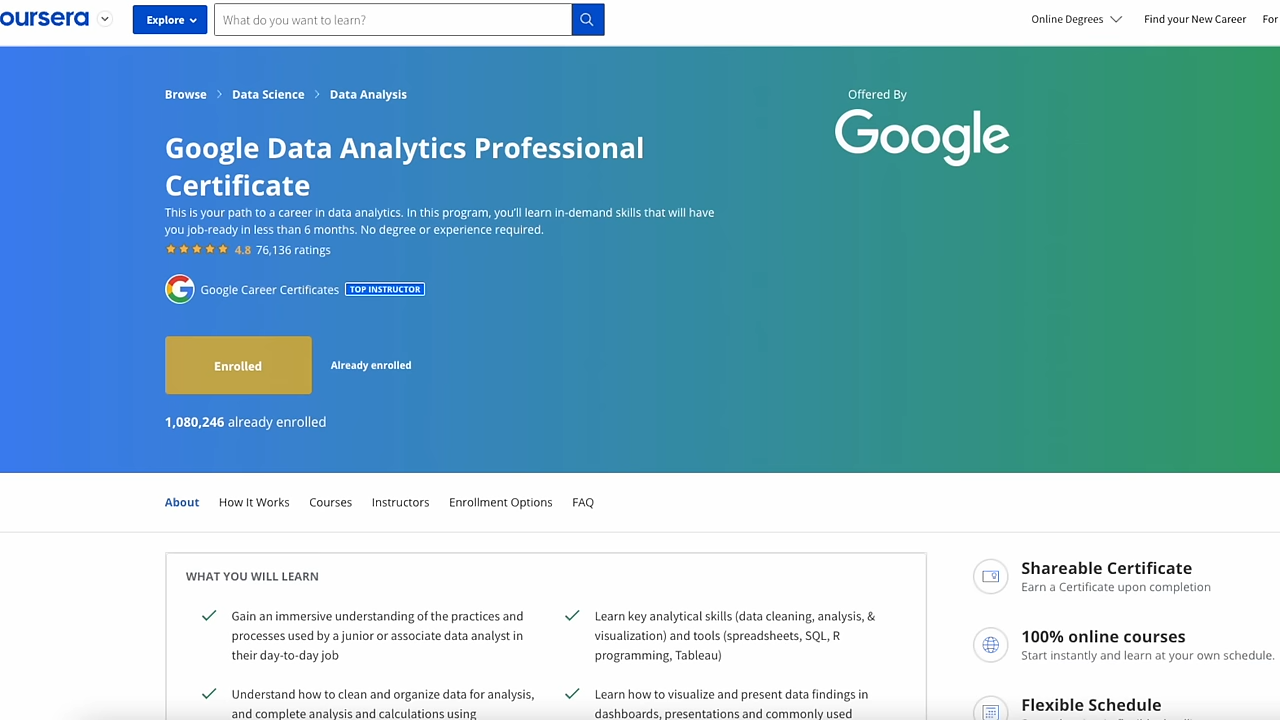 oursera
Explore
What do you want to learn?
Online Degrees
Find your New Career
For
Browse
Data Science
Data Analysis
Offered By
Google
Google Data Analytics Professional
Certificate
This is your path to a career in data analytics. In this program, you'll learn in-demand skills that will have
you job-ready in less than 6 months. No degree or experience required.
4.8 76,136 ratings
Google Career Certificates TOP INSTRUCTOR
Enrolled
Already enrolled
1,080,246 already enrolled
About
How It Works
Courses
Instructors
Enrollment Options
FAQ
WHAT YOU WILL LEARN
Gain an immersive understanding of the practices and
processes used by a junior or associate data analyst in
their day-to-day job
Learn key analytical skills (data cleaning, analysis, &
visualization) and tools (spreadsheets, SQL, R
programming, Tableau)
Understand how to clean and organize data for analysis,
and complete analysis and calculations using
Learn how to visualize and present data findings in
dashboards, presentations and commonly used
Shareable Certificate
Earn a Certificate upon completion
100% online courses
Start instantly and learn at your own schedule.
Flexible Schedule